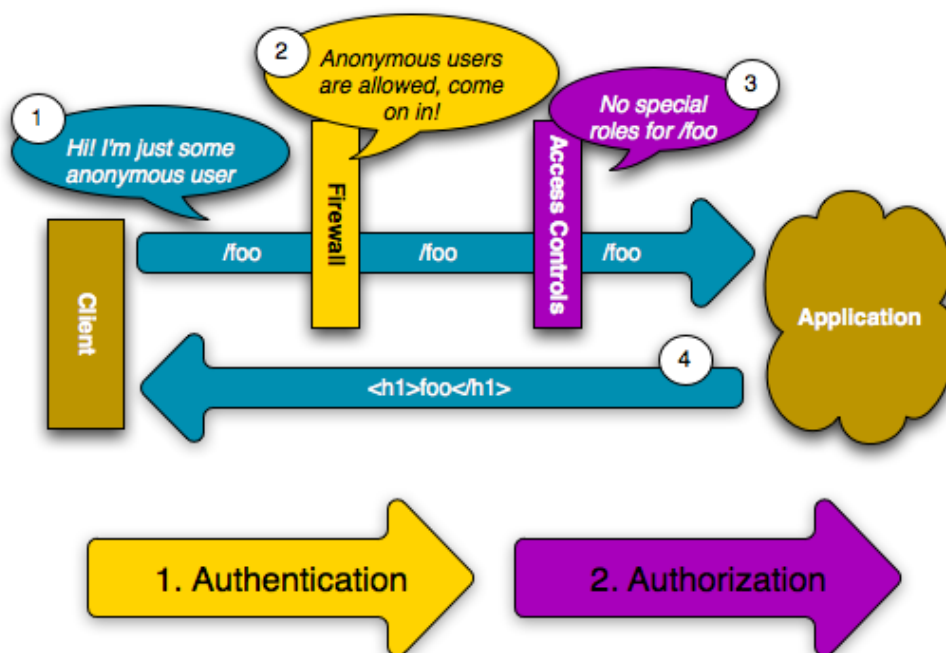 1
Hi! I'm just some
anonymous user
2
Anonymous users
are allowed, come
on in!
3
No special
roles for /foo
Client
/foo
Firewall
/foo
Access Controls
/foo
Application
4
<h1>foo</h1>
1. Authentication
2. Authorization